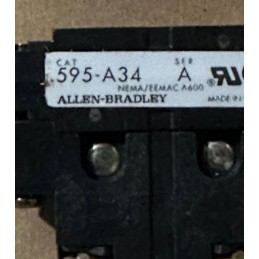 CAT SER
595-A34 A
NEMA/EEMAC A600
ALLEN-BRADLEY MADE IN